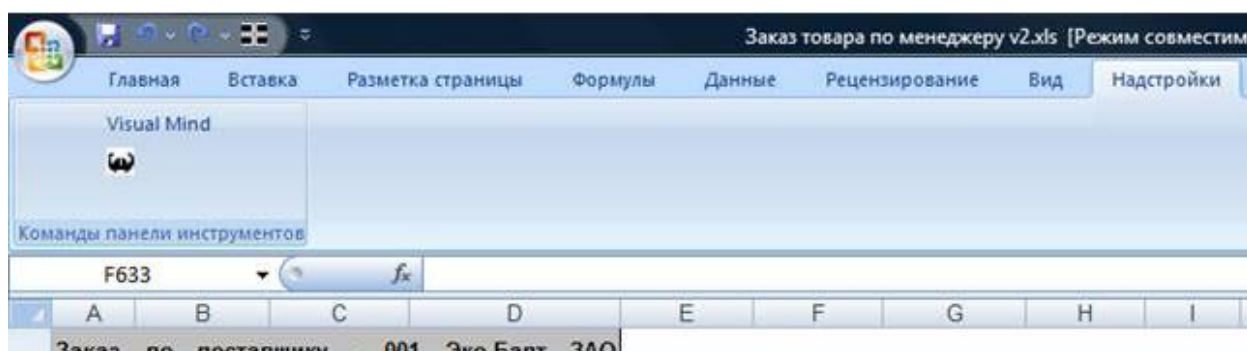 Заказ товара по менеджеру v2.xls [Режим совместим
Главная Вставка Разметка страницы Формулы Данные Рецензирование Вид Надстройки
Visual Mind
Команды панели инструментов
F633 fx
A B C D E F G H I
Заказ по поставщику 001 Эко-Балт ЗАО